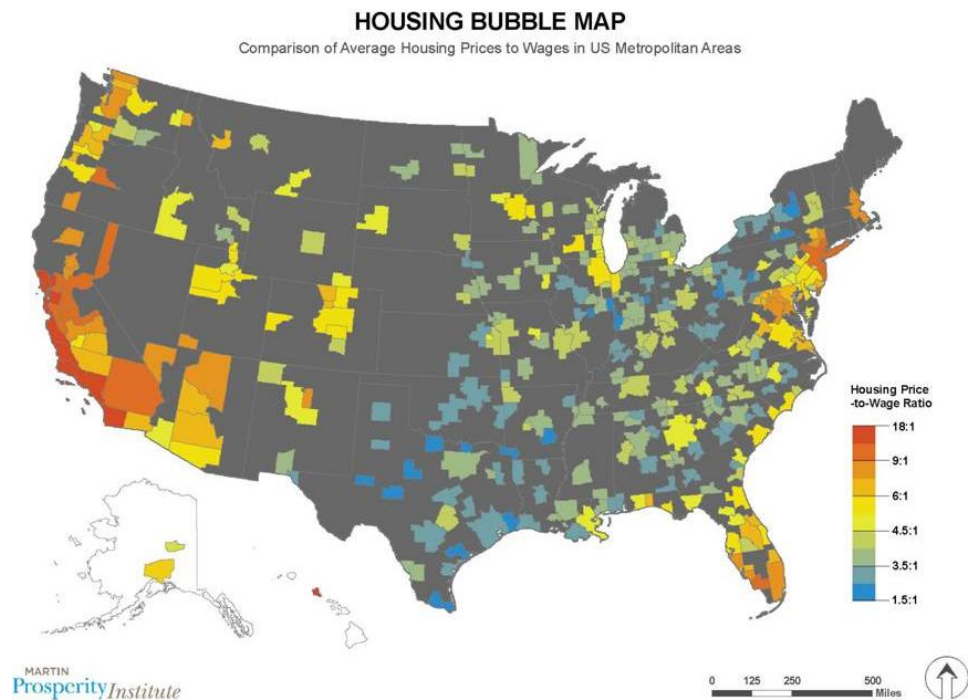 HOUSING BUBBLE MAP
Comparison of Average Housing Prices to Wages in US Metropolitan Areas
Housing Price
-to-Wage Ratio
18:1
9:1
6:1
4.5:1
3.5:1
1.5:1
MARTIN
Prosperity Institute
0 125 250 500
Miles